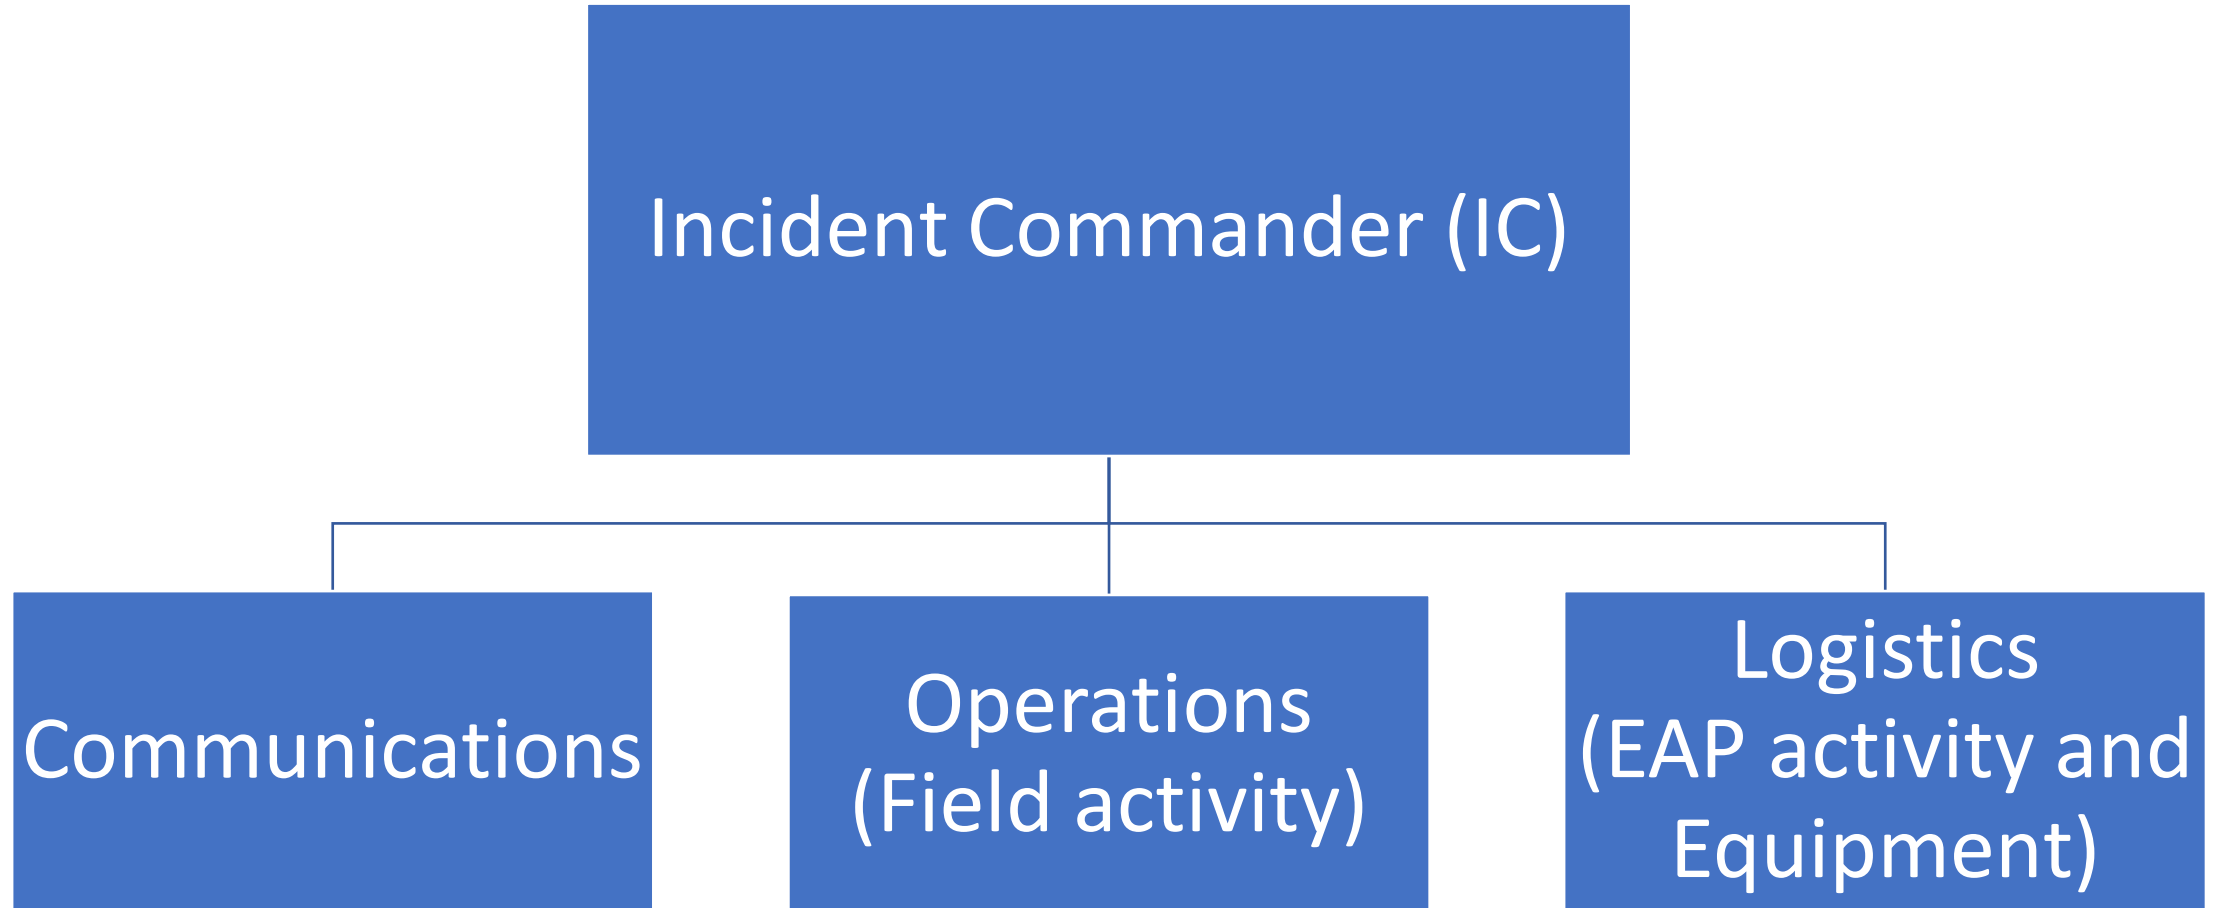 Incident Commander (IC)
Communications
Operations
(Field activity)
Logistics
(EAP activity and
Equipment)